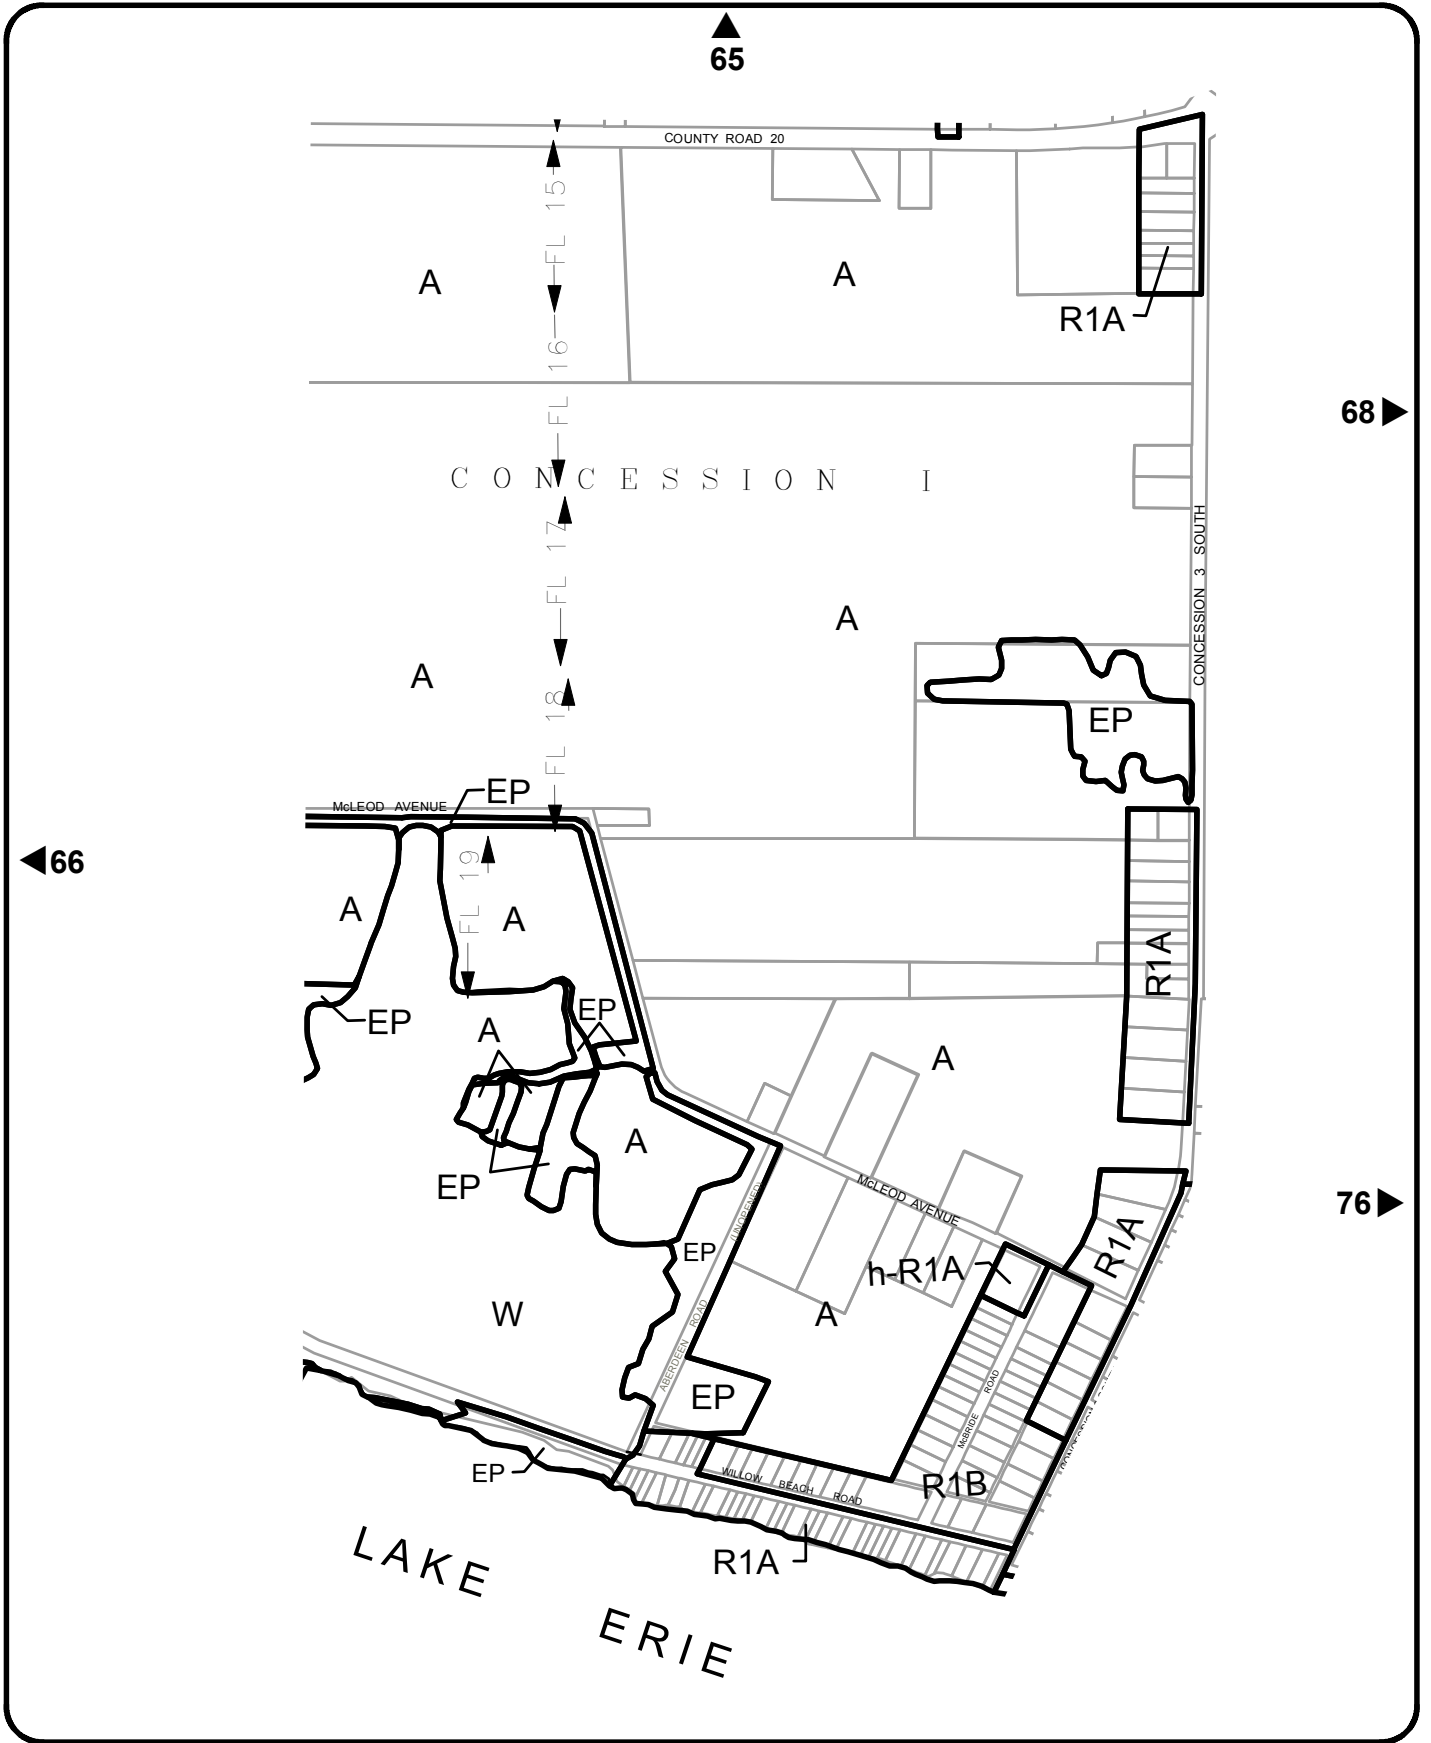 65
COUNTY ROAD 20
FL 15
A
A
R1A
FL 16
68
CONCESSION I
FL 17
CONCESSION 3 SOUTH
A
A
FL 18
EP
EP
McLEOD AVENUE
66
FL 19
A
A
R1A
EP
EP
A
A
A
EP
McLEOD AVENUE
76
(UNOPENED)
R1A
EP
h-R1A
W
A
ABERDEEN ROAD
EP
McBRIDE ROAD
EP
WILLOW BEACH ROAD
R1B
R1A
LAKE
ERIE